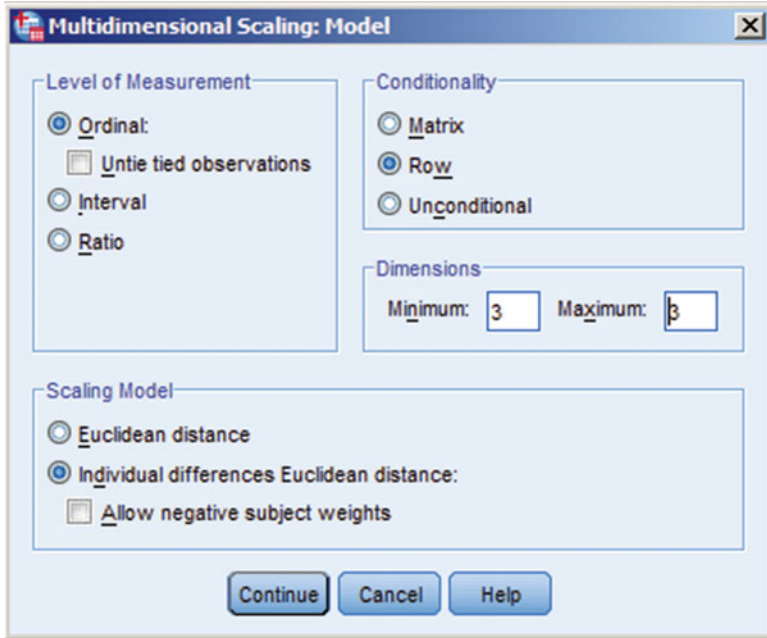 Multidimensional Scaling: Model
Level of Measurement
Ordinal:
Untie tied observations
Interval
Ratio
Conditionality
Matrix
Row
Unconditional
Dimensions
Minimum: 3 Maximum: 3
Scaling Model
Euclidean distance
Individual differences Euclidean distance:
Allow negative subject weights
Continue Cancel Help